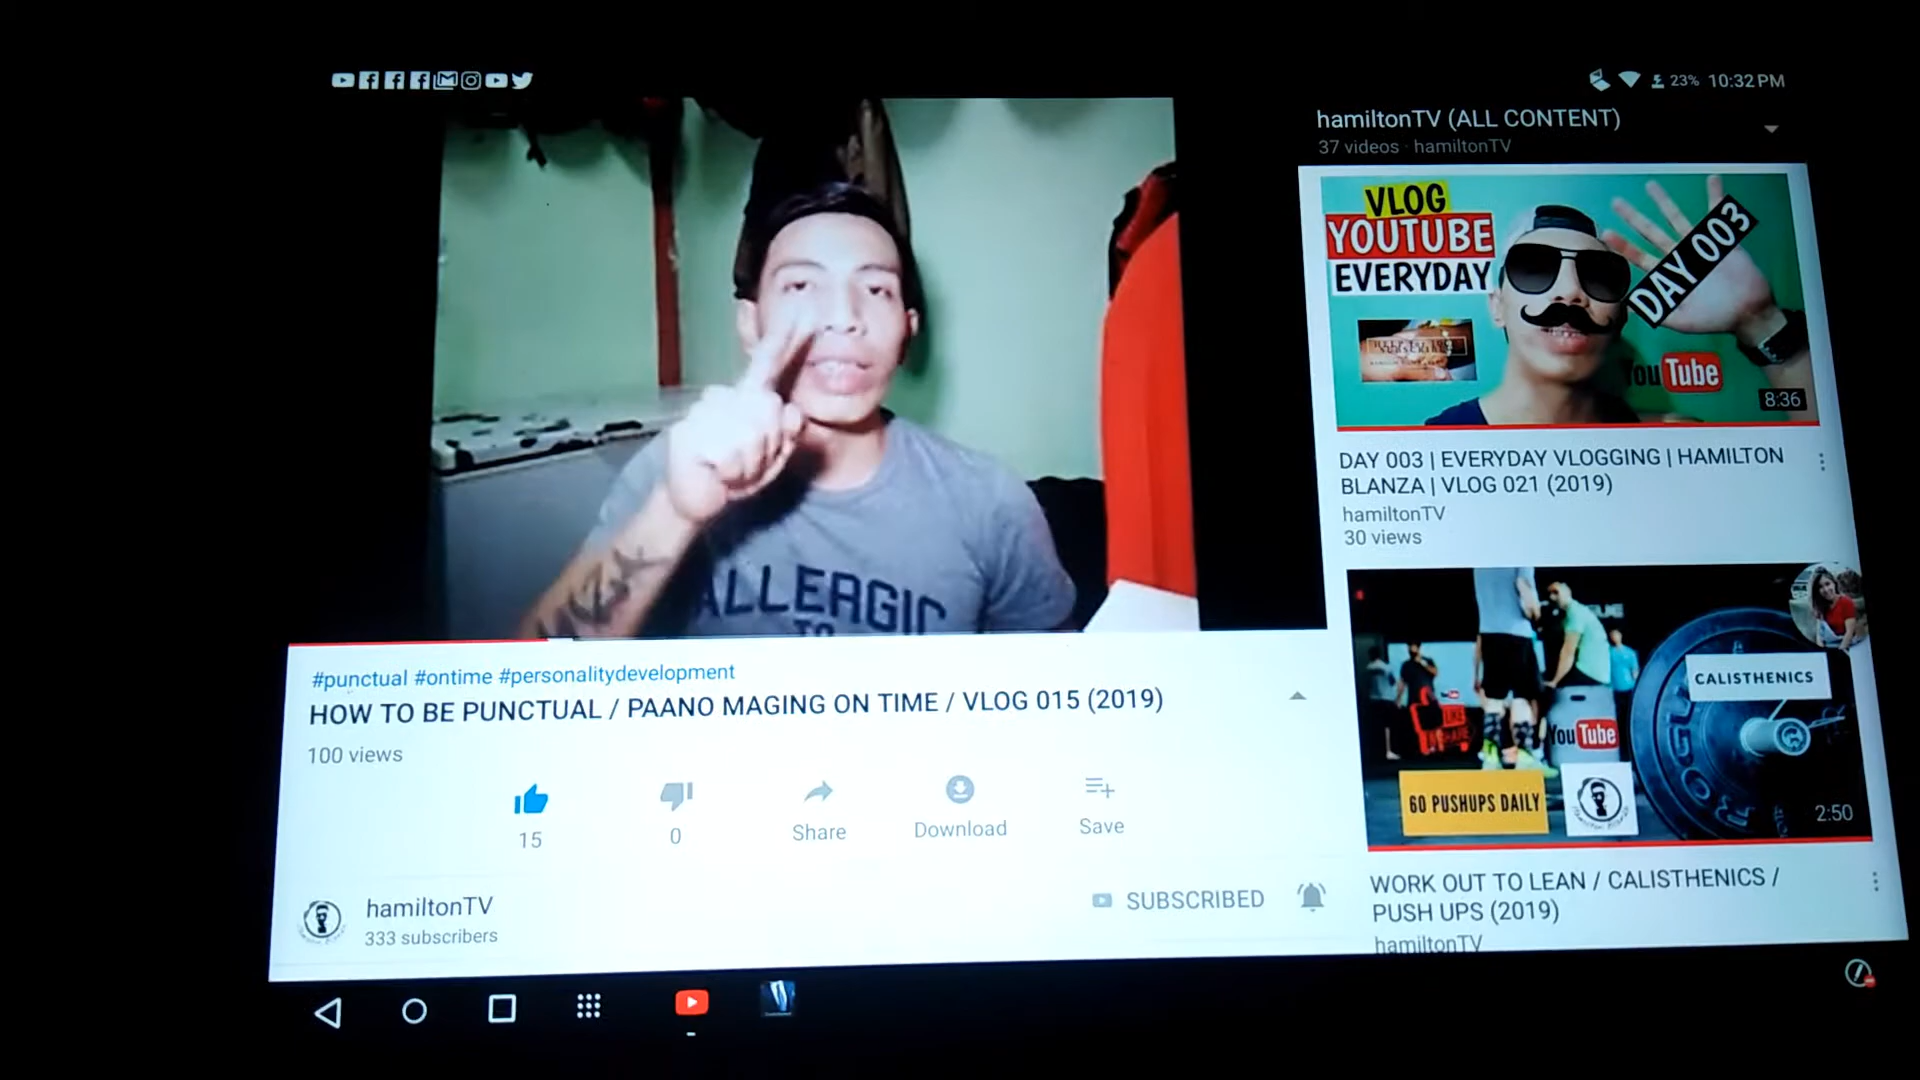 23% 10:32 PM
hamiltonTV (ALL CONTENT)
37 videos · hamiltonTV
VLOG
YOUTUBE
EVERYDAY
DAY 003
YouTube
8:36
DAY 003 | EVERYDAY VLOGGING | HAMILTON
BLANZA | VLOG 021 (2019)
hamiltonTV
30 views
ALLERGIC
TO
#punctual #ontime #personalitydevelopment
HOW TO BE PUNCTUAL / PAANO MAGING ON TIME / VLOG 015 (2019)
100 views
15
0
Share
Download
Save
hamiltonTV
333 subscribers
SUBSCRIBED
CALISTHENICS
YouTube
60 PUSHUPS DAILY
2:50
WORK OUT TO LEAN / CALISTHENICS /
PUSH UPS (2019)
hamiltonTV